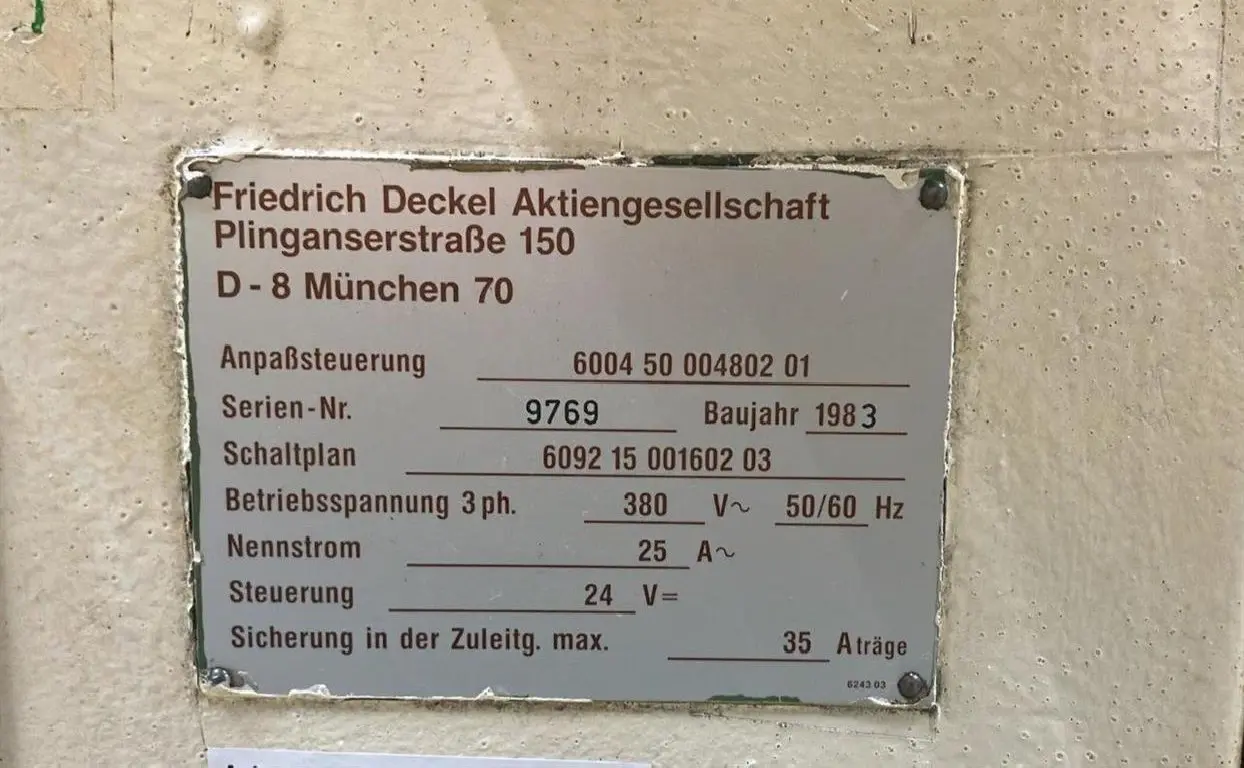 Friedrich Deckel Aktiengesellschaft
Plinganserstraße 150
D - 8 München 70
Anpaßsteuerung 6004 50 004802 01
Serien-Nr. 9769 Baujahr 1983
Schaltplan 6092 15 001602 03
Betriebsspannung 3 ph. 380 V~ 50/60 Hz
Nennstrom 25 A~
Steuerung 24 V=
Sicherung in der Zuleitg. max. 35 A träge
6243 03